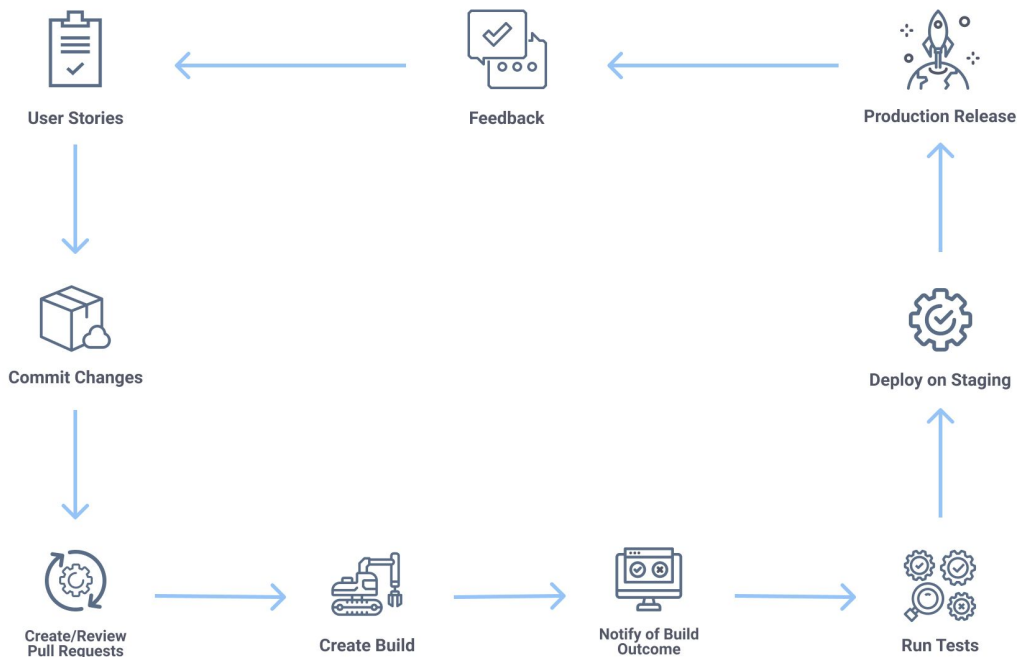 User Stories
Feedback
Production Release
Commit Changes
Deploy on Staging
Create/Review
Pull Requests
Create Build
Notify of Build
Outcome
Run Tests